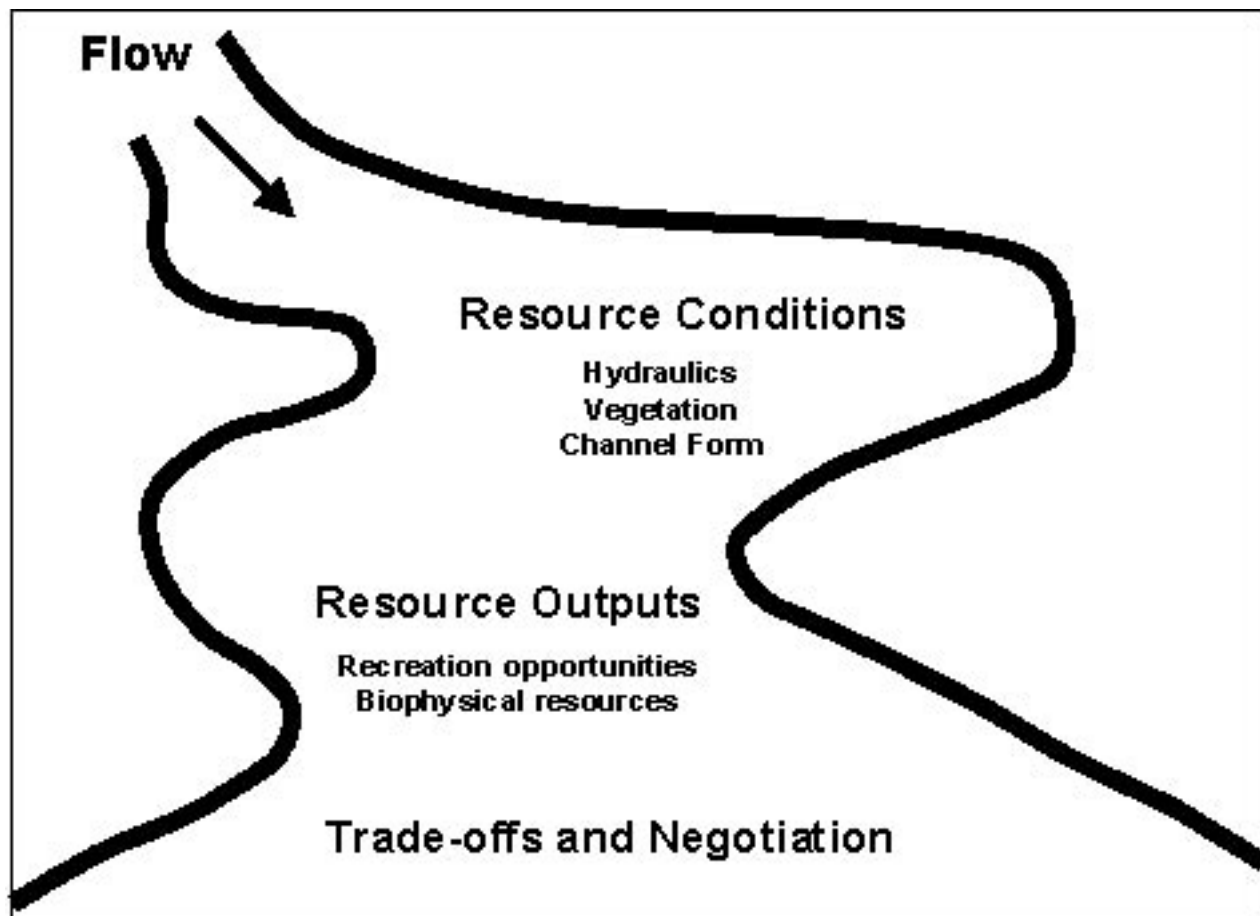 Flow
Resource Conditions
Hydraulics
Vegetation
Channel Form
Resource Outputs
Recreation opportunities
Biophysical resources
Trade-offs and Negotiation